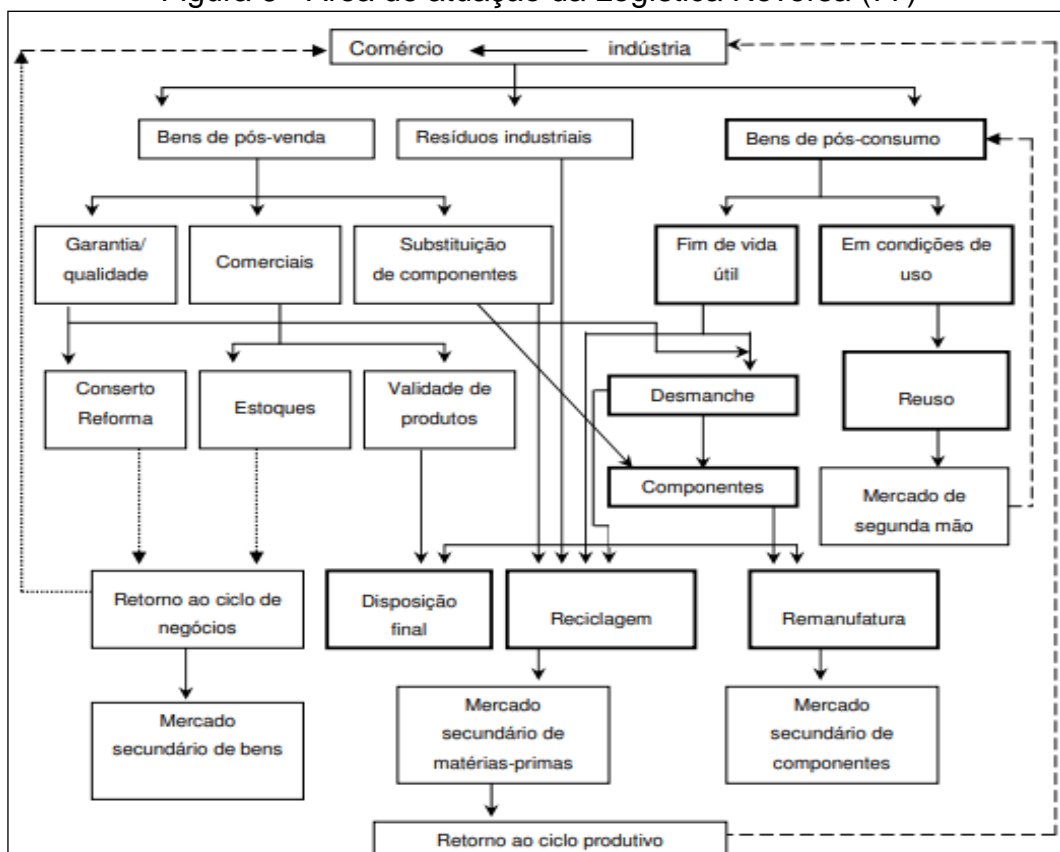 Figura - Área de atuação da Logística Reversa
Comércio indústria
Bens de pós-venda
Resíduos industriais
Bens de pós-consumo
Garantia/
qualidade
Comerciais
Substituição
de componentes
Fim de vida
útil
Em condições de
uso
Conserto
Reforma
Estoques
Validade de
produtos
Desmanche
Reuso
Componentes
Mercado de
segunda mão
Retorno ao ciclo de
negócios
Disposição
final
Reciclagem
Remanufatura
Mercado
secundário de bens
Mercado
secundário de
matérias-primas
Mercado
secundário de
componentes
Retorno ao ciclo produtivo